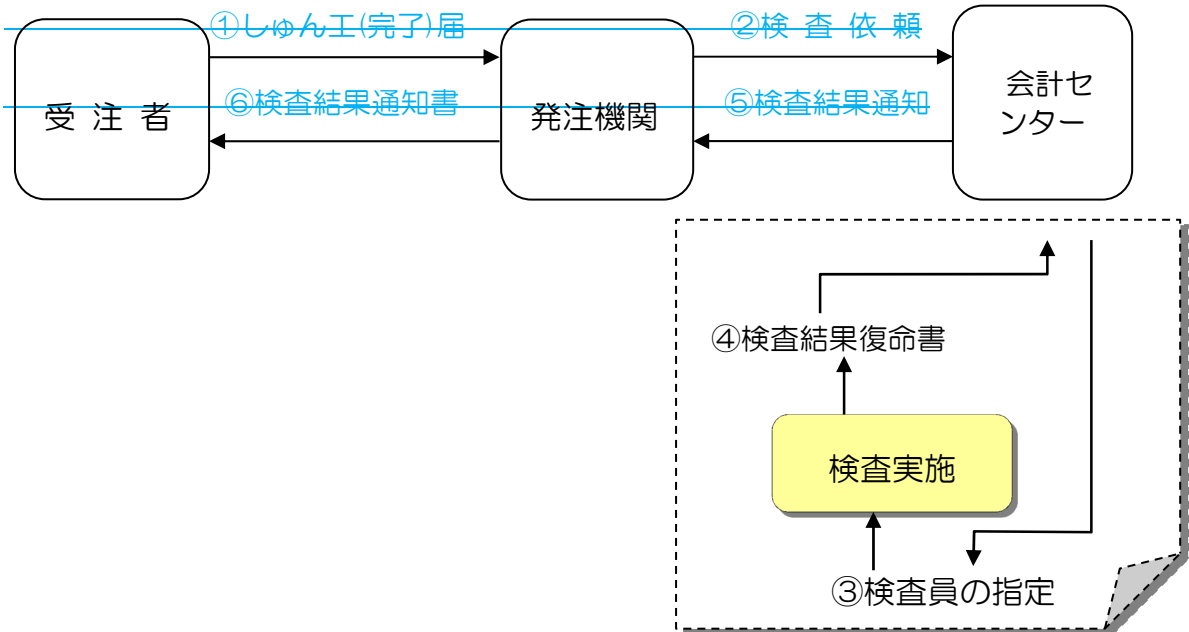 ①しゅん工(完了)届
②検 査 依 頼
受 注 者
⑥検査結果通知書
発注機関
⑤検査結果通知
会計セ
ンター
④検査結果復命書
検査実施
③検査員の指定